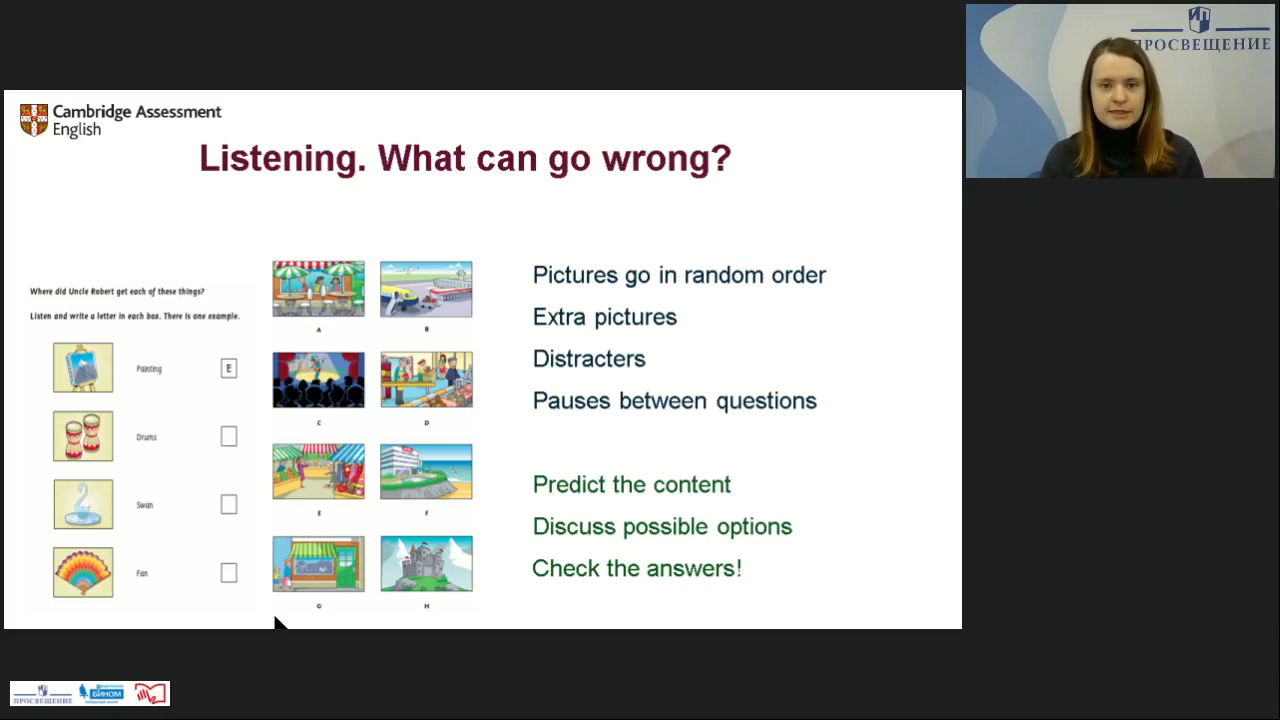 Cambridge Assessment
English
Listening. What can go wrong?
Where did Uncle Robert get each of these things?
Listen and write a letter in each box. There is one example.
Painting
E
Drums
Swan
Fan
A
B
C
D
E
F
G
H
Pictures go in random order
Extra pictures
Distracters
Pauses between questions
Predict the content
Discuss possible options
Check the answers!
ПРОСВЕЩЕНИЕ
ПРОСВЕЩЕНИЕ
БИНОМ